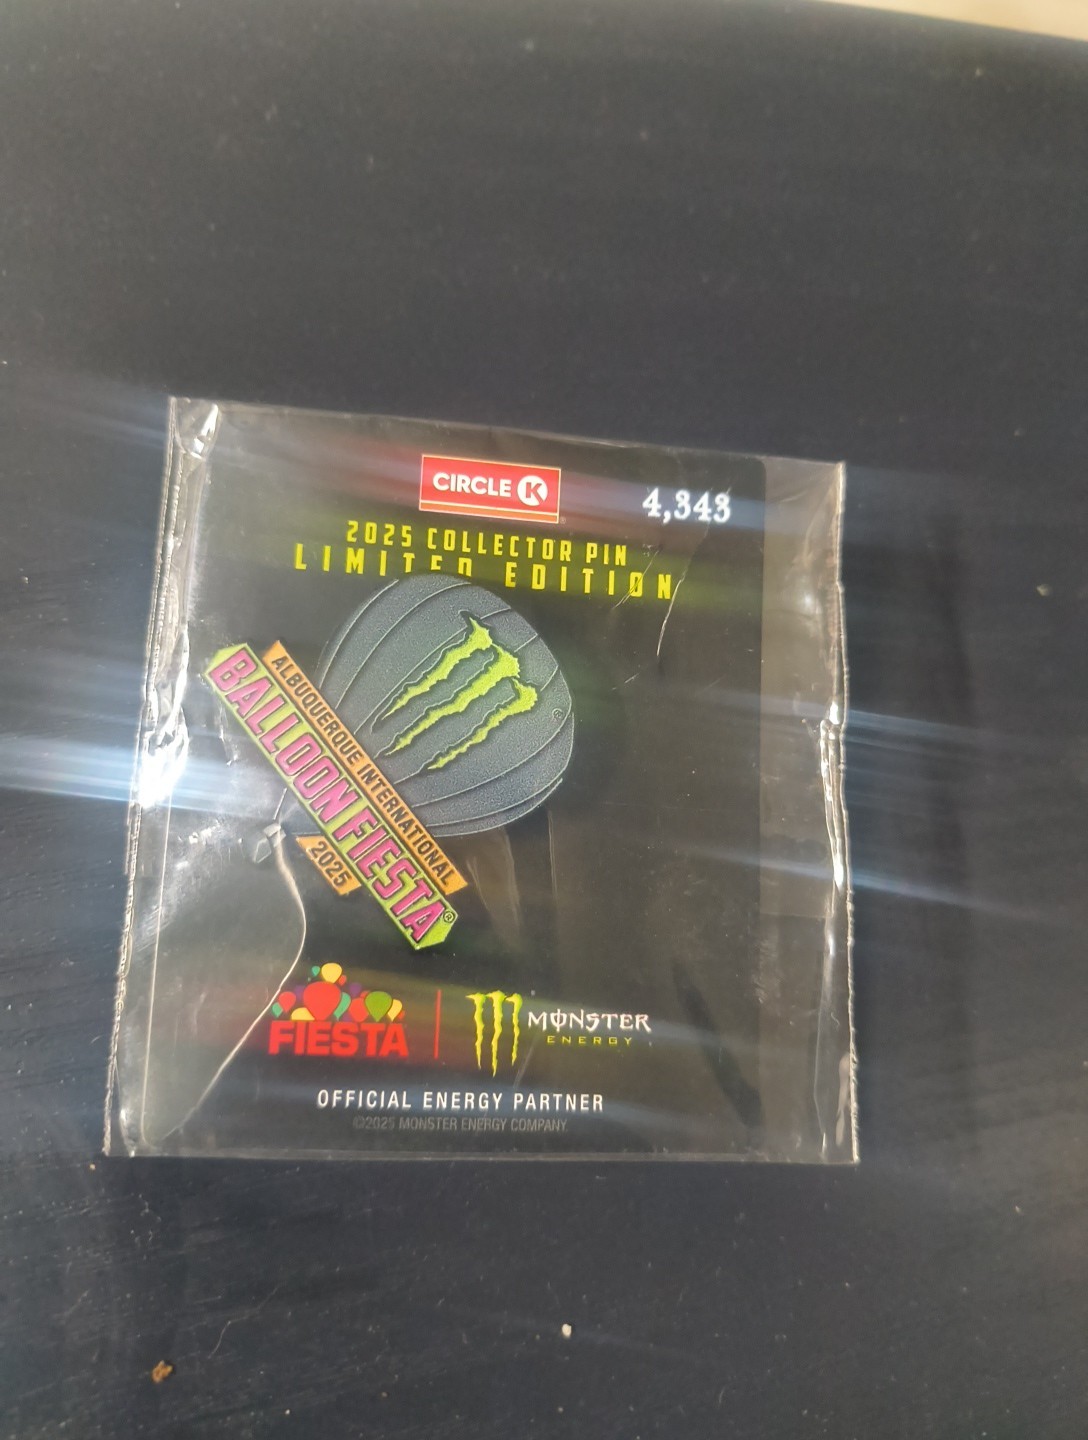 CIRCLE K
4,343
2025 COLLECTOR PIN
LIMITED EDITION
ALBUQUERQUE INTERNATIONAL
BALLOON FIESTA®
2025
®
FIESTA
MONSTER
ENERGY
OFFICIAL ENERGY PARTNER
©2025 MONSTER ENERGY COMPANY.